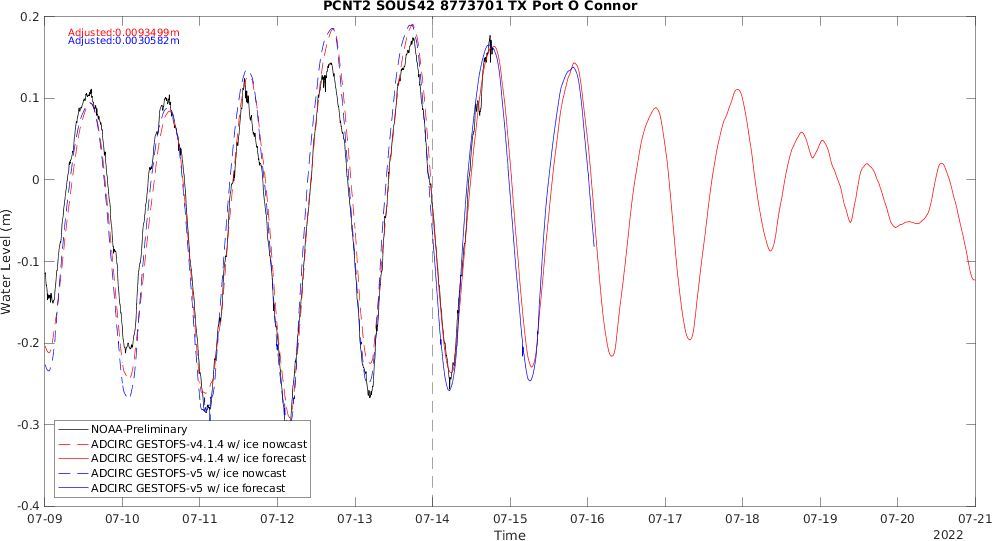 PCNT2 SOUS42 8773701 TX Port O Connor
Adjusted:0.0093499m
Adjusted:0.0030582m
0.2
0.1
0
-0.1
-0.2
-0.3
-0.4
Water Level (m)
NOAA-Preliminary
ADCIRC GESTOFS-v4.1.4 w/ ice nowcast
ADCIRC GESTOFS-v4.1.4 w/ ice forecast
ADCIRC GESTOFS-v5 w/ ice nowcast
ADCIRC GESTOFS-v5 w/ ice forecast
07-09 07-10 07-11 07-12 07-13 07-14 07-15 07-16 07-17 07-18 07-19 07-20 07-21
Time
2022